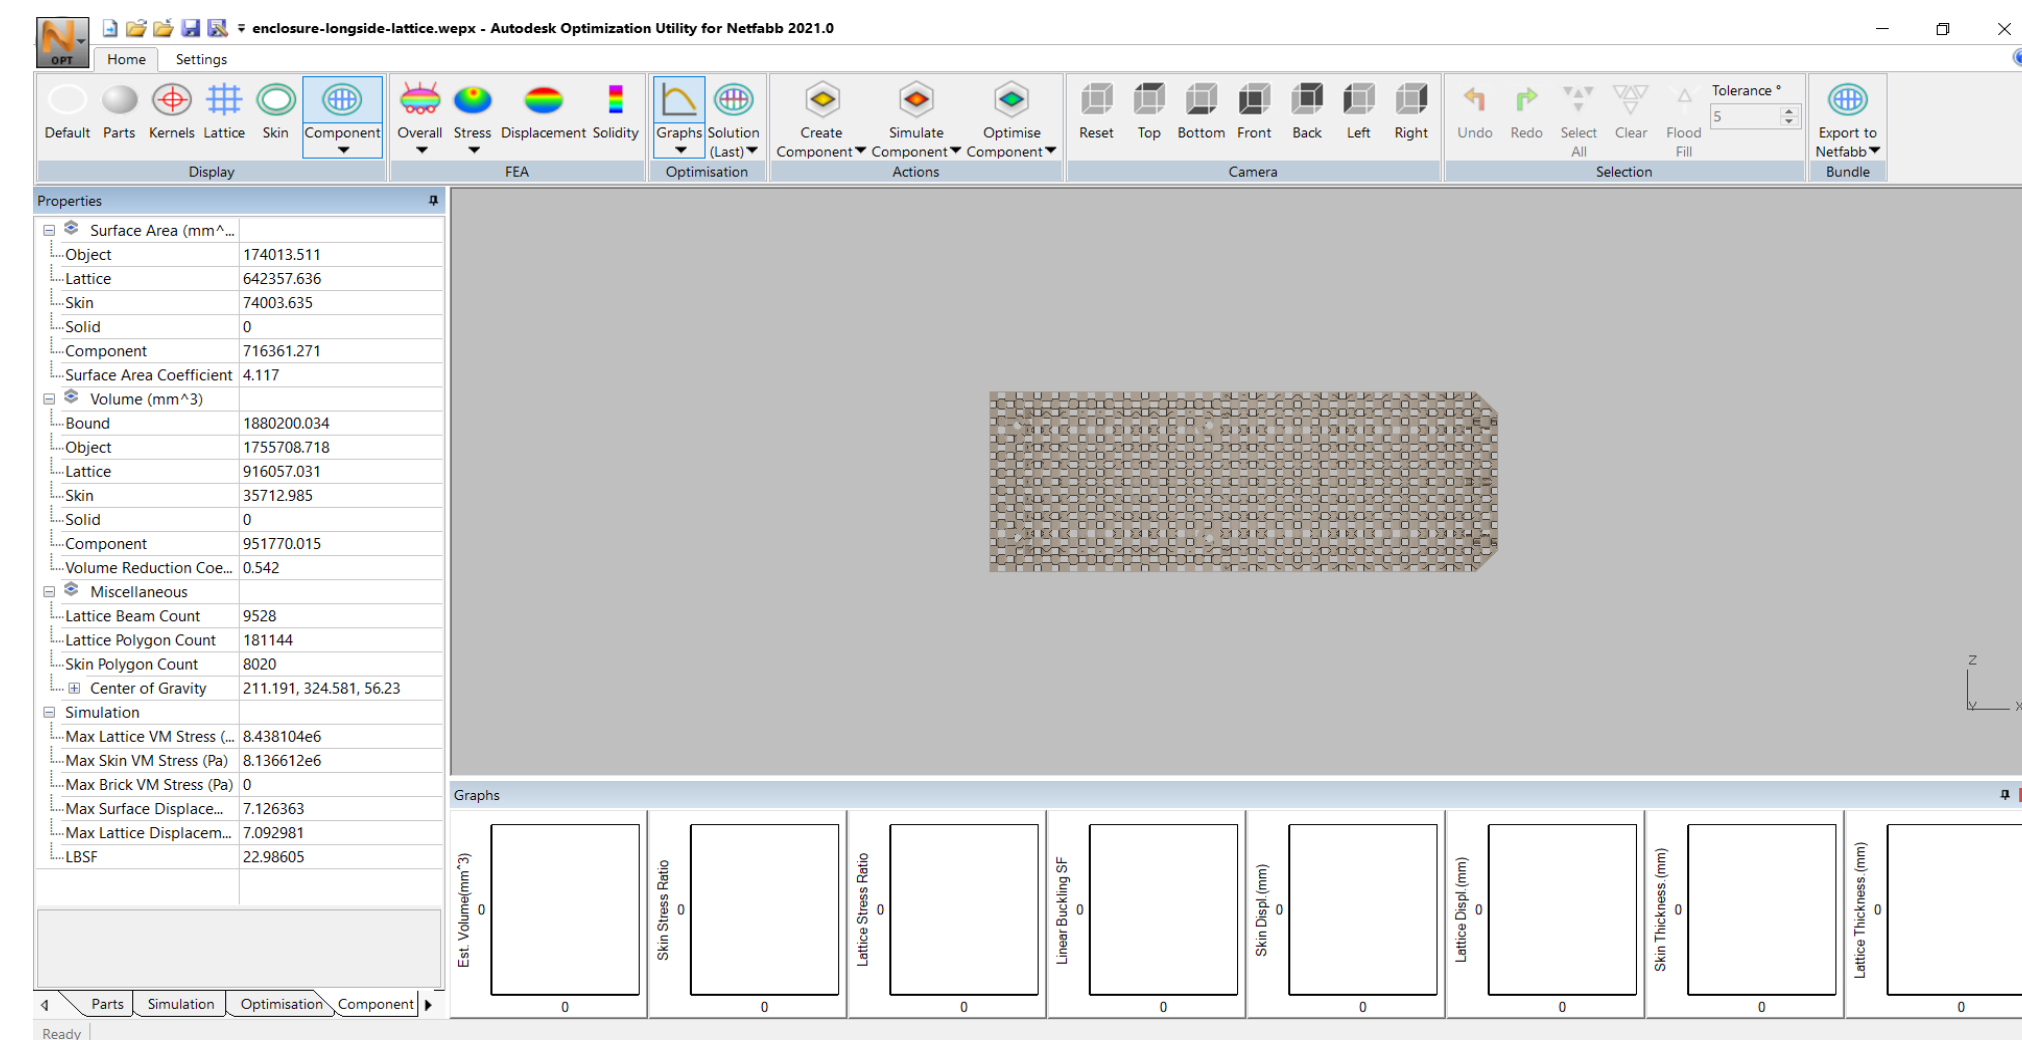 enclosure-longside-lattice.wepx - Autodesk Optimization Utility for Netfabb 2021.0
OPT
Home Settings
Default Parts Kernels Lattice Skin Component
Display
Overall Stress Displacement Solidity
FEA
Graphs Solution (Last)
Optimisation
Create Component Simulate Component Optimise Component
Actions
Reset Top Bottom Front Back Left Right
Camera
Undo Redo Select All Clear Flood Fill
Tolerance °
5
Selection
Export to Netfabb
Bundle
Properties
Surface Area (mm^...
Object 174013.511
Lattice 642357.636
Skin 74003.635
Solid 0
Component 716361.271
Surface Area Coefficient 4.117
Volume (mm^3)
Bound 1880200.034
Object 1755708.718
Lattice 916057.031
Skin 35712.985
Solid 0
Component 951770.015
Volume Reduction Coe... 0.542
Miscellaneous
Lattice Beam Count 9528
Lattice Polygon Count 181144
Skin Polygon Count 8020
Center of Gravity 211.191, 324.581, 56.23
Simulation
Max Lattice VM Stress (... 8.438104e6
Max Skin VM Stress (Pa) 8.136612e6
Max Brick VM Stress (Pa) 0
Max Surface Displace... 7.126363
Max Lattice Displacem... 7.092981
LBSF 22.98605
Parts Simulation Optimisation Component
Ready
Z
Y X
Graphs
Est. Volume(mm^3) 0 0
Skin Stress Ratio 0 0
Lattice Stress Ratio 0 0
Linear Buckling SF 0 0
Skin Displ.(mm) 0 0
Lattice Displ.(mm) 0 0
Skin Thickness.(mm) 0 0
Lattice Thickness.(mm) 0 0